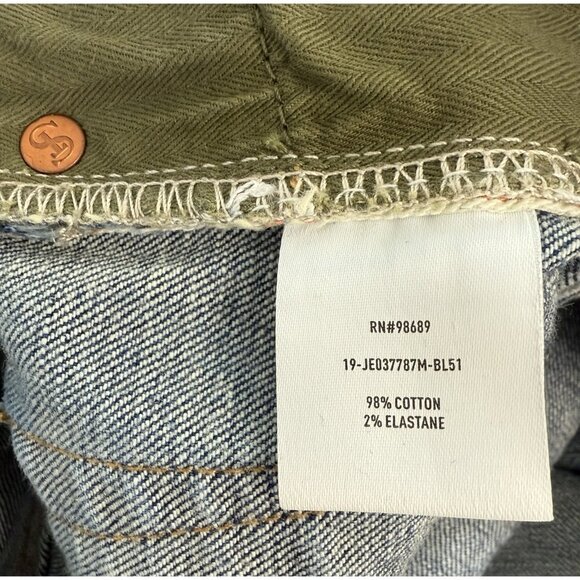 RN#98689
19-JE037787M-BL51
98% COTTON
2% ELASTANE